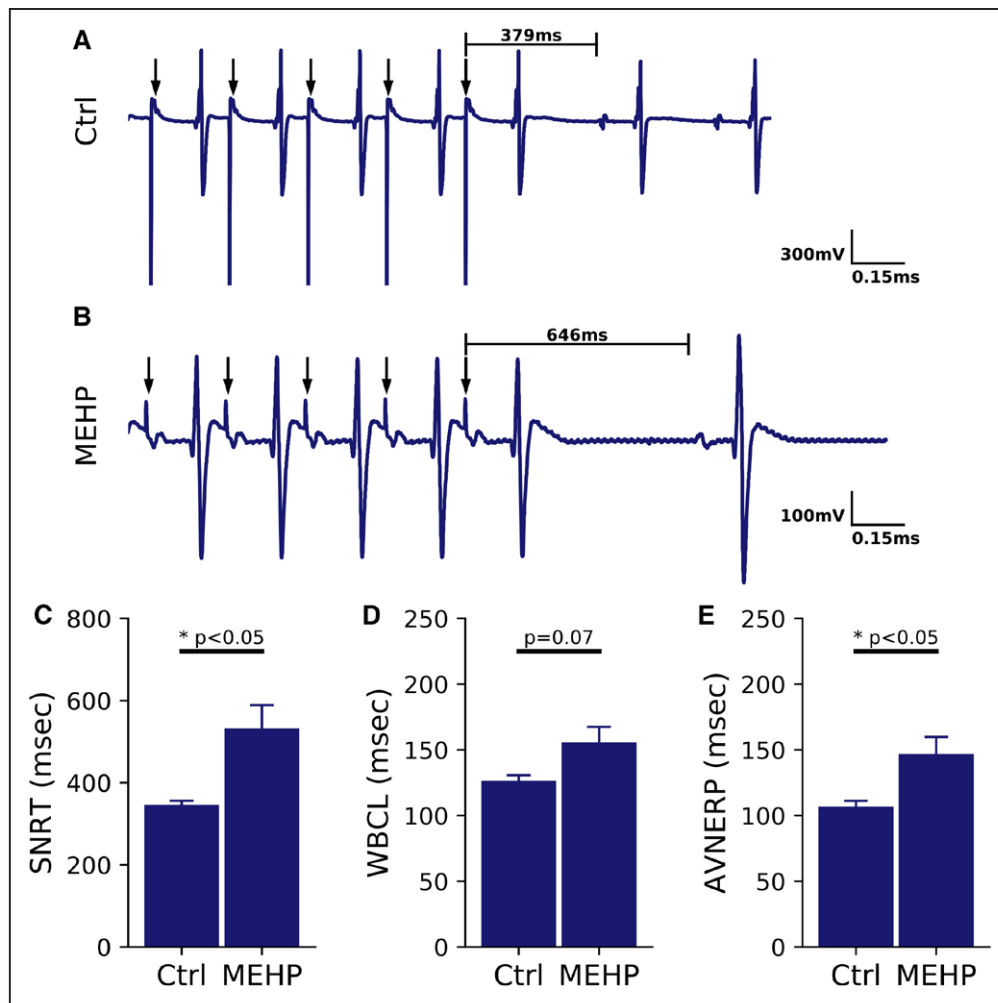 A
Ctrl
379ms
300mV
0.15ms
B
MEHP
646ms
100mV
0.15ms
C
SNRT (msec)
800
600
400
200
0
* p<0.05
Ctrl MEHP
D
WBCL (msec)
250
200
150
100
50
0
p=0.07
Ctrl MEHP
E
AVNERP (msec)
250
200
150
100
50
0
* p<0.05
Ctrl MEHP